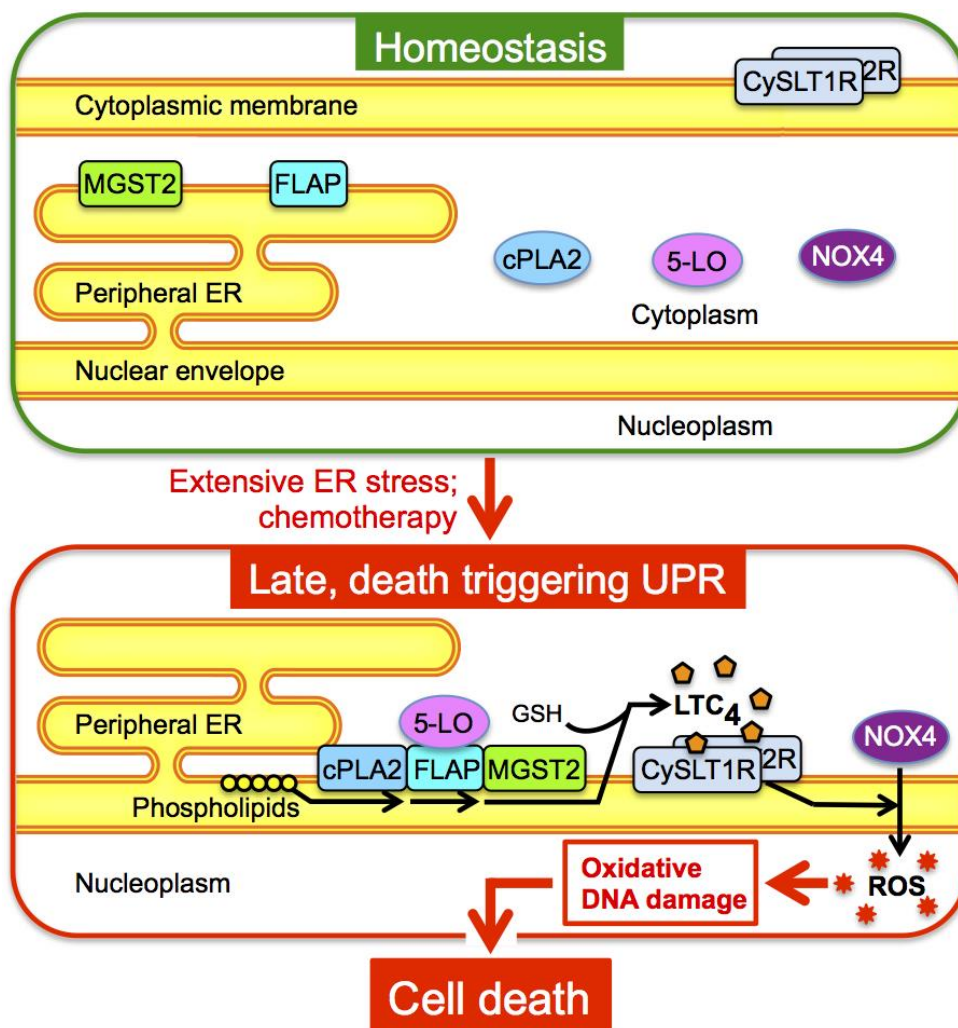 Homeostasis
CySLT1R
2R
Cytoplasmic membrane
MGST2
FLAP
cPLA2
5-LO
NOX4
Peripheral ER
Cytoplasm
Nuclear envelope
Nucleoplasm
Extensive ER stress;
chemotherapy
Late, death triggering UPR
5-LO
GSH
LTC4
Peripheral ER
NOX4
cPLA2
FLAP
MGST2
CySLT1R
2R
Phospholipids
Nucleoplasm
Oxidative
DNA damage
ROS
Cell death